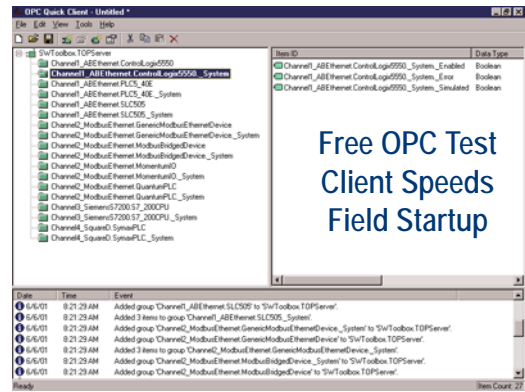 OPC Quick Client - Untitled *
File Edit View Tools Help
SWToolbox.TOPServer
Channel1_ABEthernet.ControlLogix5550
Channel1_ABEthernet.ControlLogix5550._System
Channel1_ABEthernet.PLC5_40E
Channel1_ABEthernet.PLC5_40E._System
Channel1_ABEthernet.SLC505
Channel1_ABEthernet.SLC505._System
Channel2_ModbusEthernet.GenericModbusEthernetDevice
Channel2_ModbusEthernet.GenericModbusEthernetDevice._System
Channel2_ModbusEthernet.ModbusBridgedDevice
Channel2_ModbusEthernet.ModbusBridgedDevice._System
Channel2_ModbusEthernet.MomentumIO
Channel2_ModbusEthernet.MomentumIO._System
Channel2_ModbusEthernet.QuantumPLC
Channel2_ModbusEthernet.QuantumPLC._System
Channel3_SiemensS7200.S7_200CPU
Channel3_SiemensS7200.S7_200CPU._System
Channel4_SquareD.SymaxPLC
Channel4_SquareD.SymaxPLC._System
Item ID Data Type
Channel1_ABEthernet.ControlLogix5550._System._Enabled Boolean
Channel1_ABEthernet.ControlLogix5550._System._Error Boolean
Channel1_ABEthernet.ControlLogix5550._System._Simulated Boolean
Free OPC Test
Client Speeds
Field Startup
Date Time Event
6/6/01 8:21:29 AM Added group 'Channel1_ABEthernet.SLC505' to 'SWToolbox.TOPServer'.
6/6/01 8:21:29 AM Added 3 items to group 'Channel1_ABEthernet.SLC505._System'.
6/6/01 8:21:29 AM Added group 'Channel2_ModbusEthernet.GenericModbusEthernetDevice._System' to 'SWToolbox.TOPServer'.
6/6/01 8:21:29 AM Added group 'Channel2_ModbusEthernet.GenericModbusEthernetDevice' to 'SWToolbox.TOPServer'.
6/6/01 8:21:29 AM Added 3 items to group 'Channel2_ModbusEthernet.GenericModbusEthernetDevice._System'.
6/6/01 8:21:29 AM Added group 'Channel2_ModbusEthernet.ModbusBridgedDevice._System' to 'SWToolbox.TOPServer'.
6/6/01 8:21:29 AM Added group 'Channel2_ModbusEthernet.ModbusBridgedDevice' to 'SWToolbox.TOPServer'.
Ready Item Count: 27